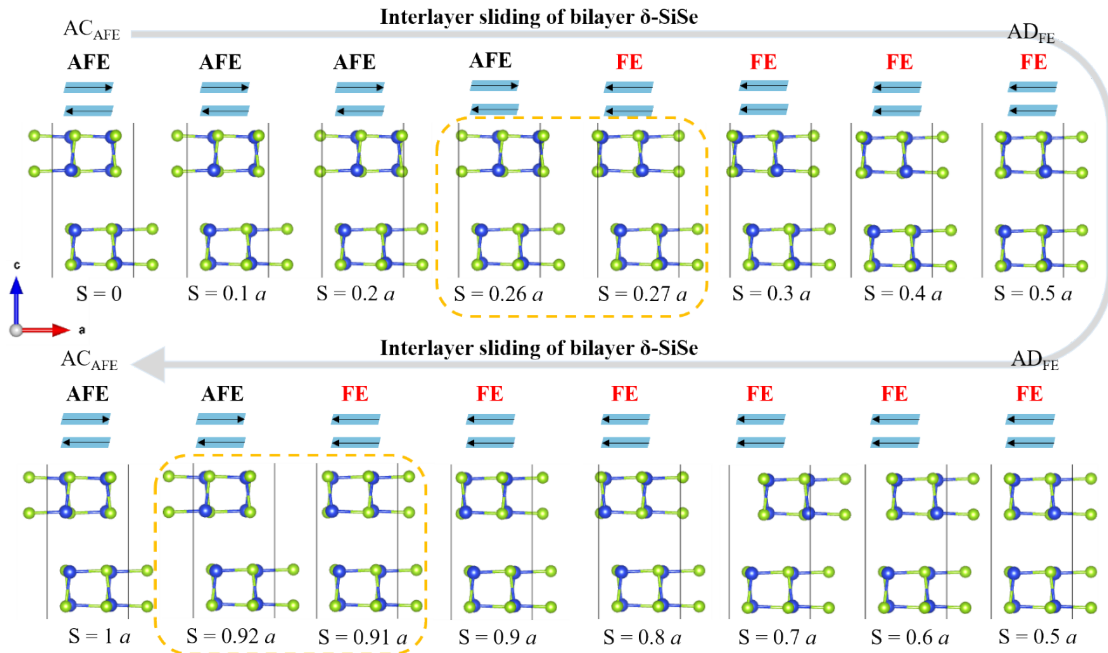 Interlayer sliding of bilayer δ-SiSe
AC_AFE AD_FE
AFE AFE AFE AFE FE FE FE FE
c
a
S = 0 S = 0.1 a S = 0.2 a S = 0.26 a S = 0.27 a S = 0.3 a S = 0.4 a S = 0.5 a
Interlayer sliding of bilayer δ-SiSe
AC_AFE AD_FE
AFE AFE FE FE FE FE FE FE
S = 1 a S = 0.92 a S = 0.91 a S = 0.9 a S = 0.8 a S = 0.7 a S = 0.6 a S = 0.5 a